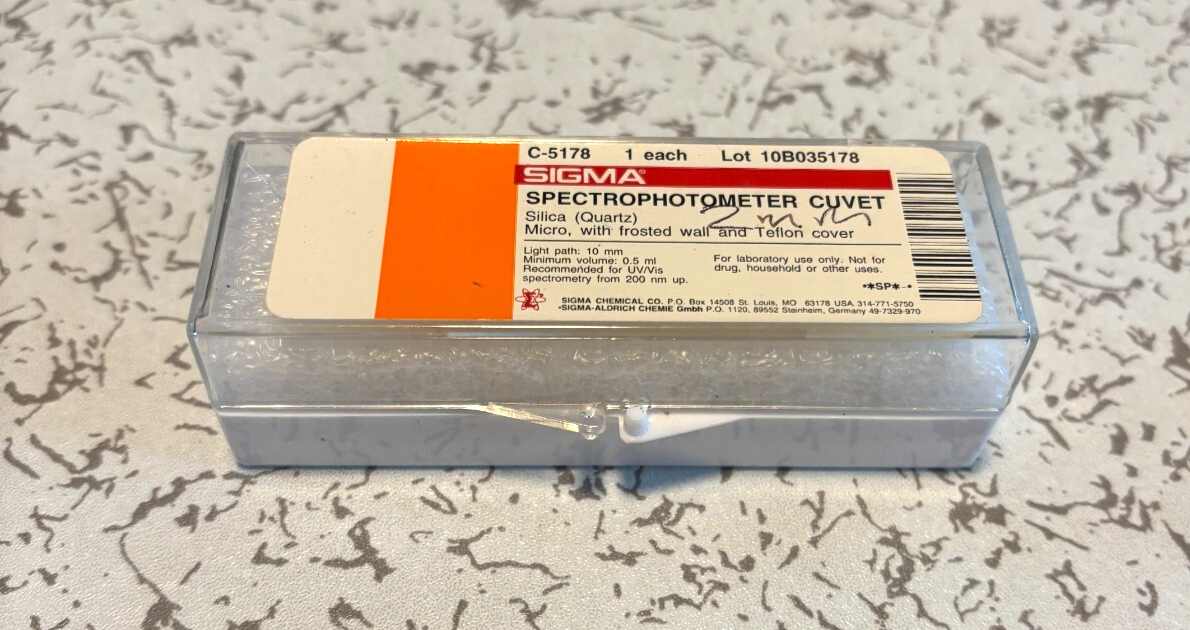 C-5178 1 each Lot 10B035178
SIGMA®
SPECTROPHOTOMETER CUVET
Silica (Quartz)
2 mm
Micro, with frosted wall and Teflon cover
Light path: 10 mm
Minimum volume: 0.5 ml
Recommended for UV/Vis
spectrometry from 200 nm up.
For laboratory use only. Not for
drug, household or other uses.
*SP*
SIGMA CHEMICAL CO. P.O. Box 14508 St. Louis, MO 63178 USA 314-771-5750
SIGMA-ALDRICH CHEMIE Gmbh P.O. 1120, 89552 Steinheim, Germany 49-7329-970